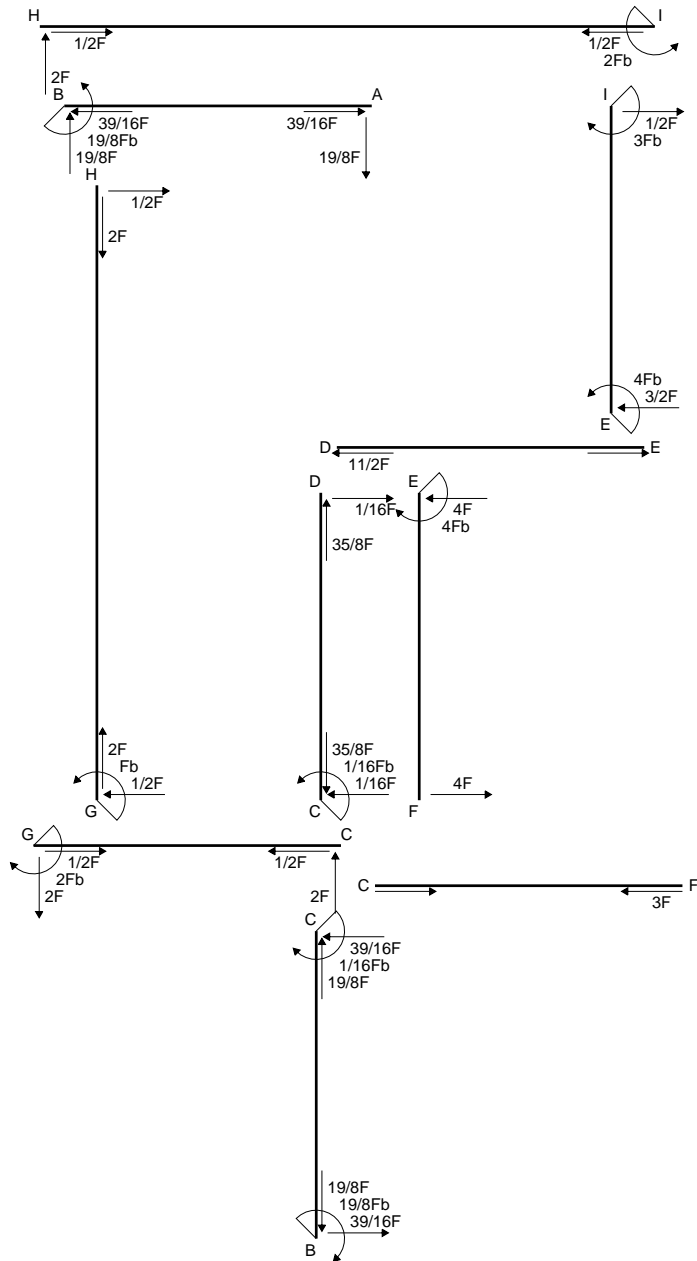 H I
1/2F 1/2F
2Fb
2F
B A I
39/16F 39/16F 1/2F
19/8Fb 3Fb
19/8F 19/8F
H
1/2F
2F
4Fb
3/2F
E
D E
11/2F
D E
1/16F 4F
4Fb
35/8F
2F 35/8F
Fb 1/16Fb
1/2F 1/16F 4F
G C F
G C
1/2F 1/2F
2Fb
2F 2F C F
3F
C
39/16F
1/16Fb
19/8F
19/8F
19/8Fb
39/16F
B